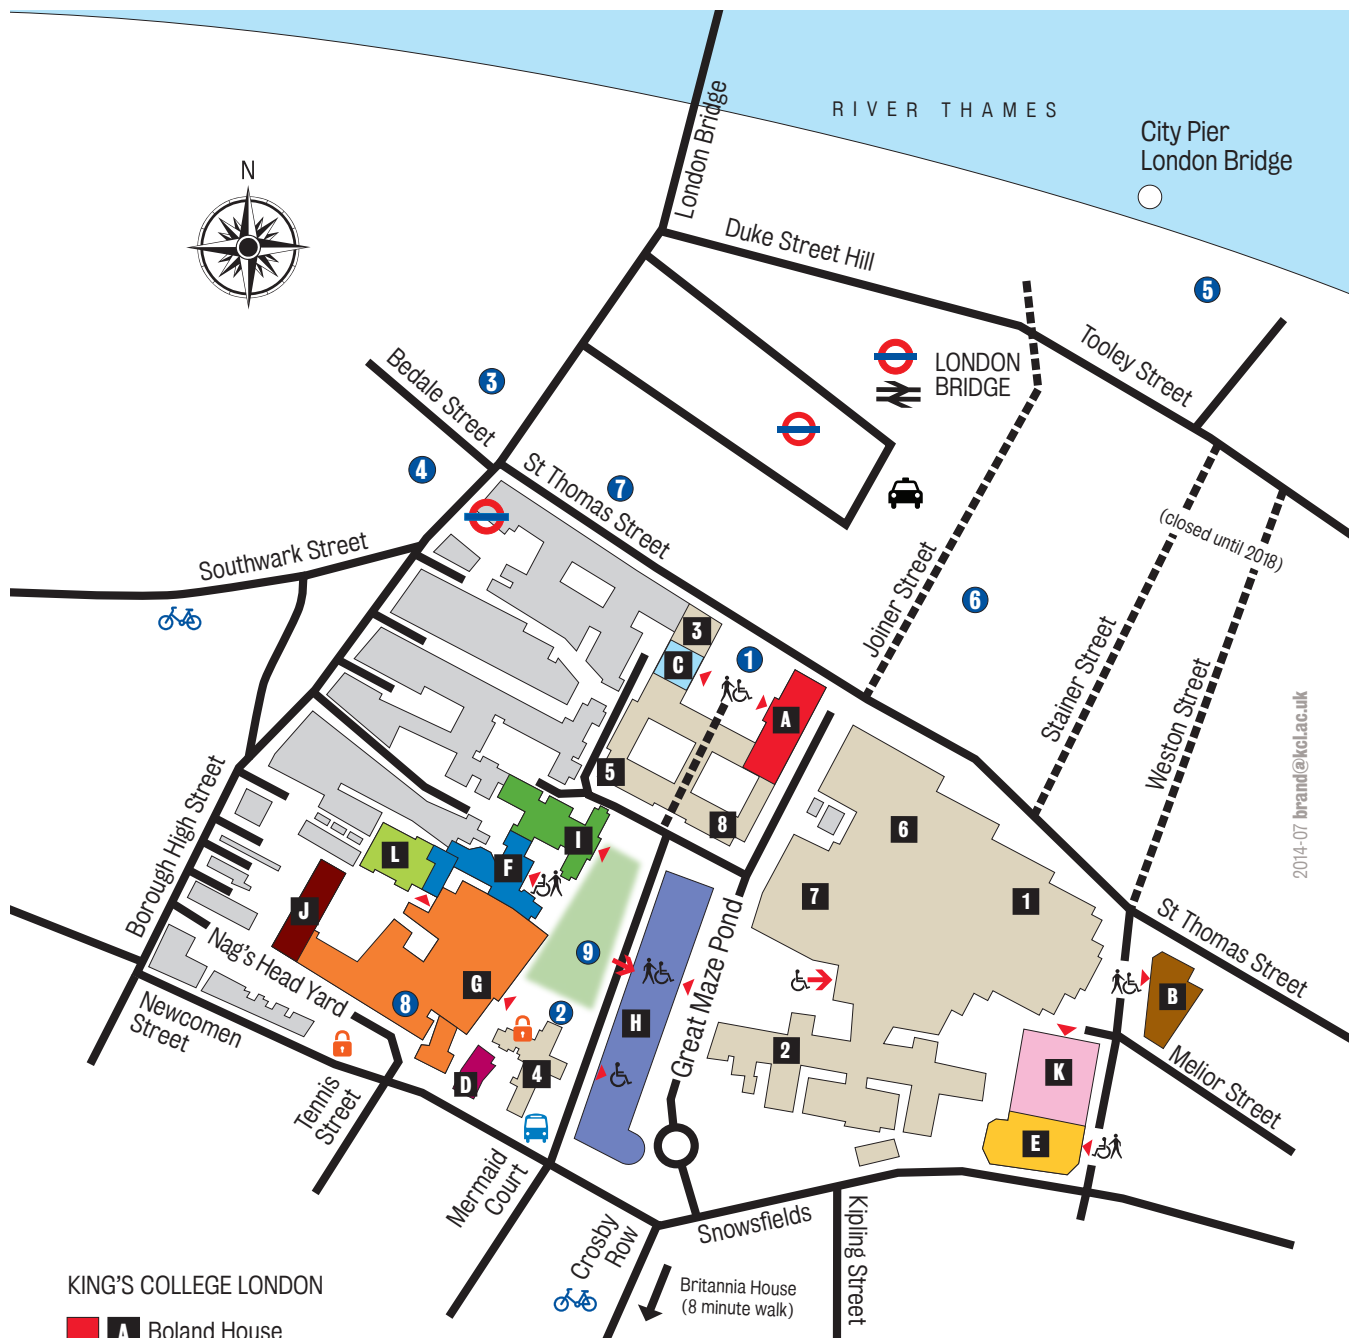 RIVER THAMES
City Pier
London Bridge
London Bridge
N
Duke Street Hill
5
Tooley Street
3
Bedale Street
LONDON
BRIDGE
4
7
St Thomas Street
(closed until 2018)
Southwark Street
Joiner Street
6
3
C
1
A
Stainer Street
Weston Street
2014-07 brand@kcl.ac.uk
5
8
6
Borough High Street
I
L
F
7
1
J
Nag's Head Yard
9
G
8
2
H
Great Maze Pond
St Thomas Street
B
Newcomen
Street
2
4
D
K
Melior Street
Tennis
Street
E
Mermaid
Court
Snowsfields
Kipling Street
Crosby
Row
Britannia House
(8 minute walk)
KING'S COLLEGE LONDON
A Boland House